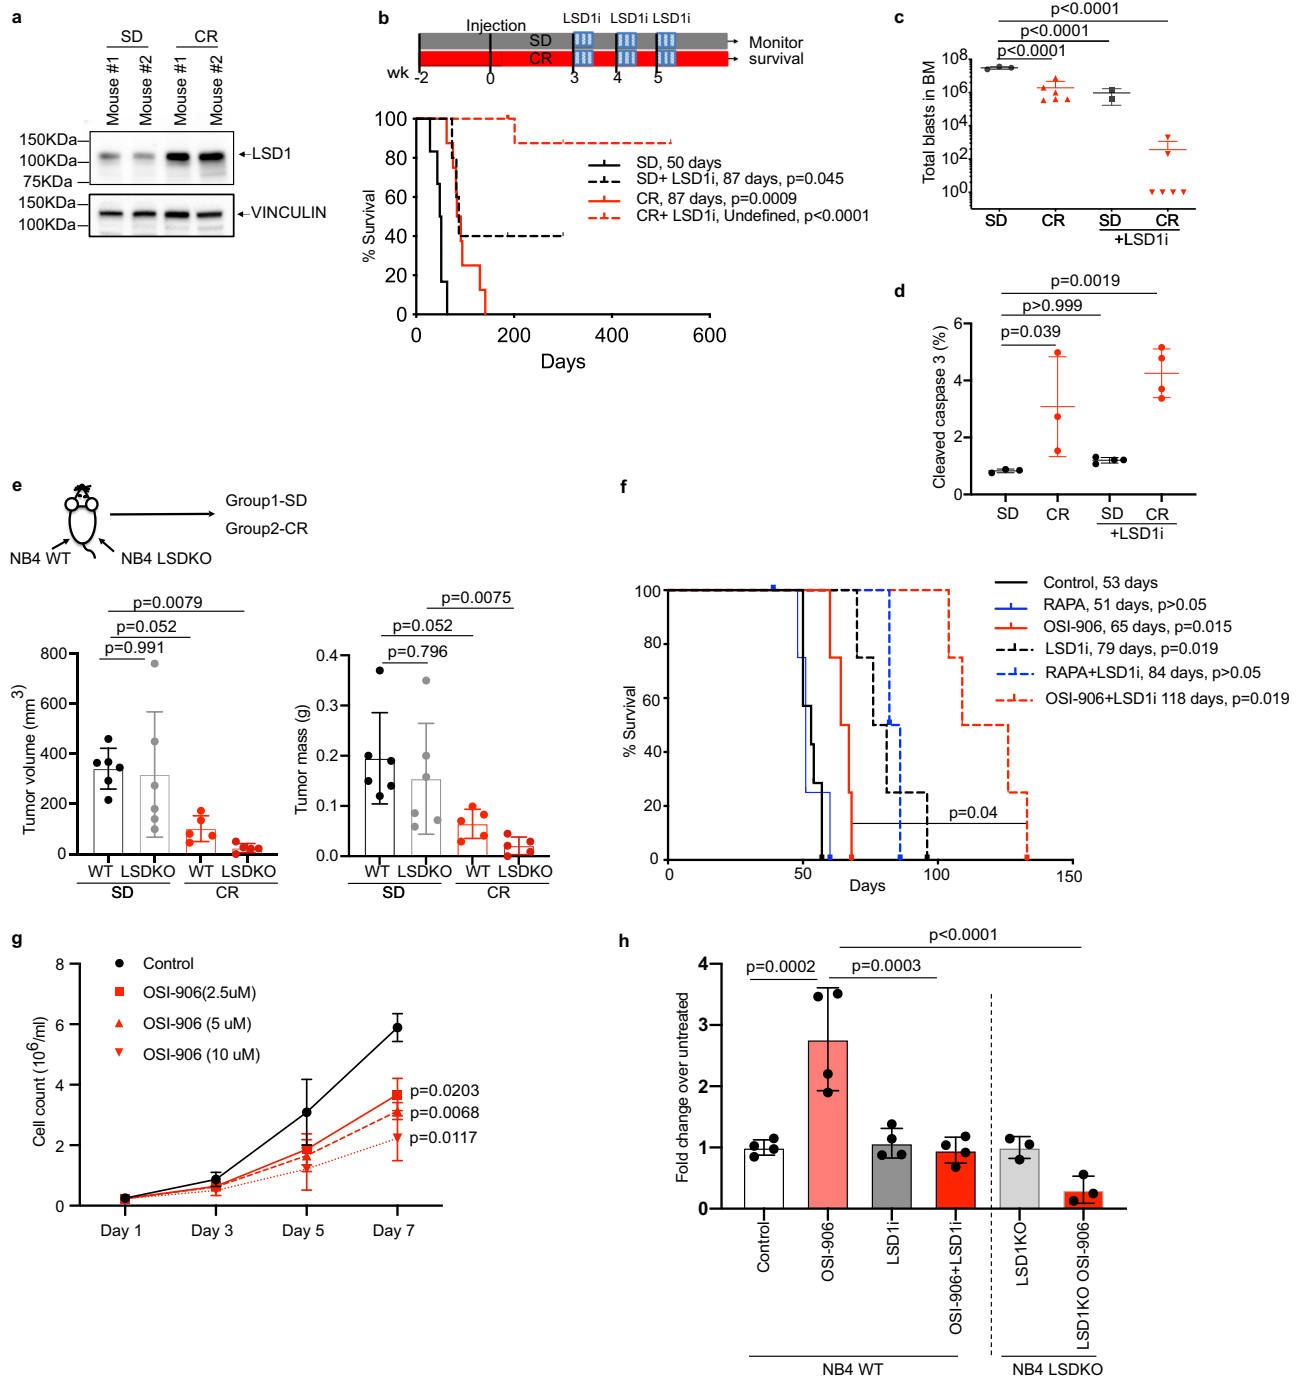 a
SD CR
Mouse #1
Mouse #2
Mouse #1
Mouse #2
150KDa
100KDa
75KDa
LSD1
150KDa
100KDa
VINCULIN
b
Injection
LSD1i LSD1i LSD1i
SD
CR
Monitor
survival
wk
-2 0 3 4 5
100
80
60
40
20
0
% Survival
0 200 400 600
Days
SD, 50 days
SD+ LSD1i, 87 days, p=0.045
CR, 87 days, p=0.0009
CR+ LSD1i, Undefined, p<0.0001
c
p<0.0001
p<0.0001
p<0.0001
10^8
10^6
10^4
10^2
10^0
Total blasts in BM
SD CR SD CR
+LSD1i
d
p=0.0019
p>0.999
p=0.039
6
4
2
0
Cleaved caspase 3 (%)
SD CR SD CR
+LSD1i
e
Group1-SD
Group2-CR
NB4 WT NB4 LSDKO
p=0.0079
p=0.052
p=0.991
800
600
400
200
0
Tumor volume (mm^3)
WT LSDKO WT LSDKO
SD CR
p=0.0075
p=0.052
p=0.796
0.4
0.3
0.2
0.1
0.0
Tumor mass (g)
WT LSDKO WT LSDKO
SD CR
f
100
80
60
40
20
0
% Survival
0 50 100 150
Days
p=0.04
Control, 53 days
RAPA, 51 days, p>0.05
OSI-906, 65 days, p=0.015
LSD1i, 79 days, p=0.019
RAPA+LSD1i, 84 days, p>0.05
OSI-906+LSD1i 118 days, p=0.019
g
8
6
4
2
0
Cell count (10^6/ml)
Control
OSI-906(2.5uM)
OSI-906 (5 uM)
OSI-906 (10 uM)
p=0.0203
p=0.0068
p=0.0117
Day 1 Day 3 Day 5 Day 7
h
p<0.0001
p=0.0002 p=0.0003
4
3
2
1
0
Fold change over untreated
Control
OSI-906
LSD1i
OSI-906+LSD1i
LSD1KO
LSD1KO OSI-906
NB4 WT NB4 LSDKO